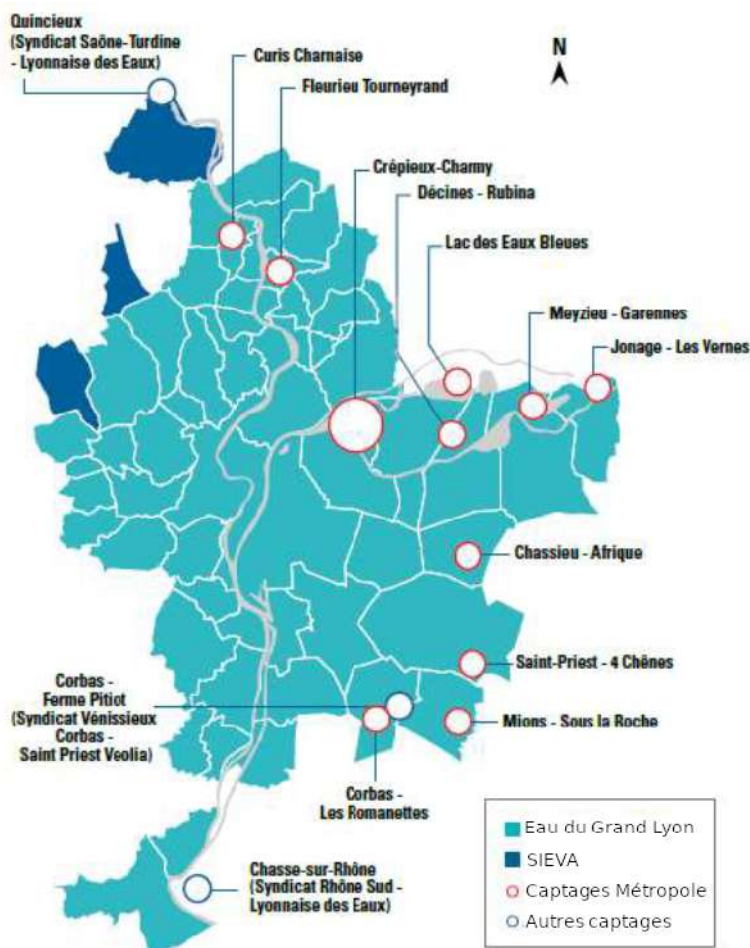 Quincieux
(Syndicat Saône-Turdine
- Lyonnaise des Eaux)
Curis Charnaise
Fleurieu Tourneyrand
N
Crépieux-Charmy
Décines - Rubina
Lac des Eaux Bleues
Meyzieu - Garennes
Jonage - Les Vernes
Chassieu - Afrique
Saint-Priest - 4 Chênes
Corbas -
Ferme Pitiot
(Syndicat Vénissieux
Corbas -
Saint Priest Veolia)
Mions - Sous la Roche
Corbas -
Les Romanettes
Chasse-sur-Rhône
(Syndicat Rhône Sud -
Lyonnaise des Eaux)
Eau du Grand Lyon
SIEVA
Captages Métropole
Autres captages